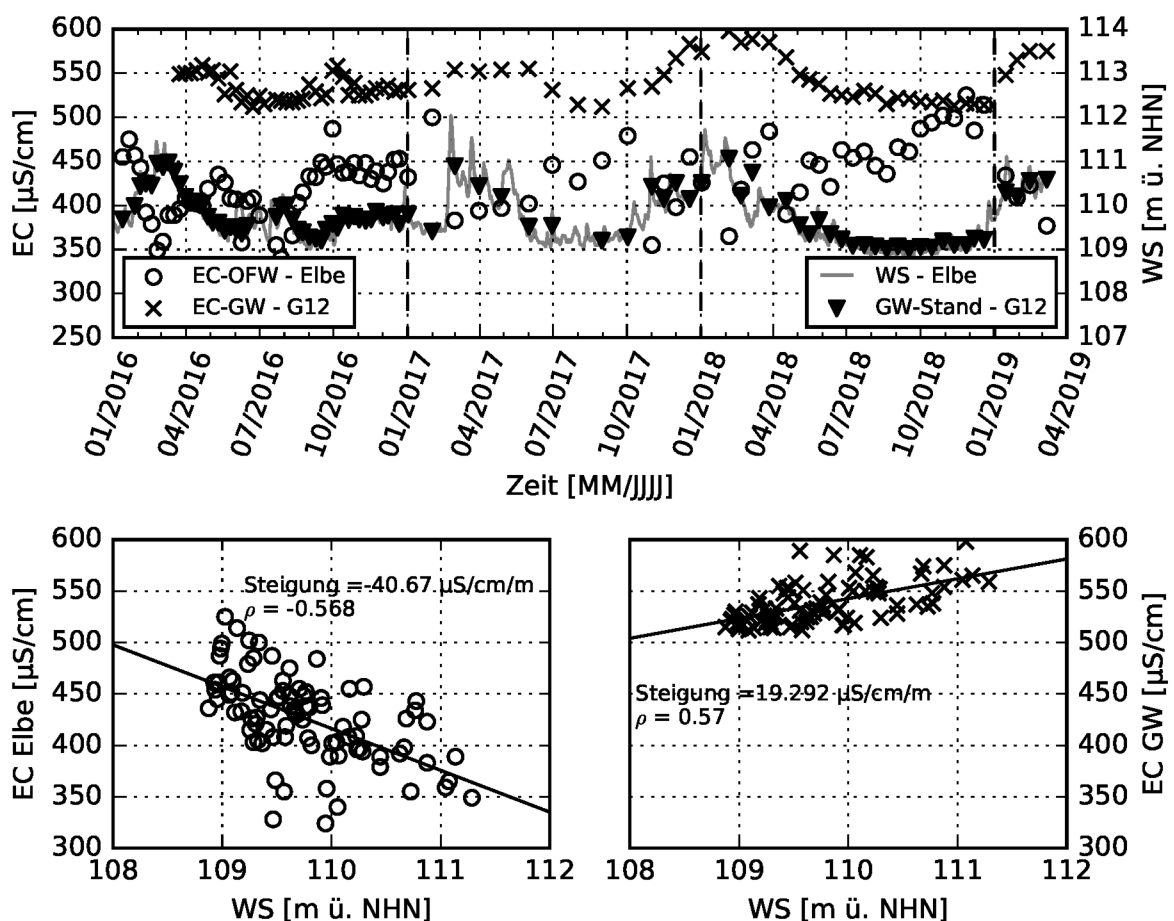 600
550
500
450
400
350
300
250
EC [µS/cm]
114
113
112
111
110
109
108
107
WS [m ü. NHN]
EC-OFW - Elbe
EC-GW - G12
WS - Elbe
GW-Stand - G12
01/2016
04/2016
07/2016
10/2016
01/2017
04/2017
07/2017
10/2017
01/2018
04/2018
07/2018
10/2018
01/2019
04/2019
Zeit [MM/JJJJ]
600
550
500
450
400
350
300
EC Elbe [µS/cm]
Steigung =-40.67 µS/cm/m
ρ = -0.568
108 109 110 111 112
WS [m ü. NHN]
Steigung =19.292 µS/cm/m
ρ = 0.57
600
550
500
450
400
350
300
EC GW [µS/cm]
108 109 110 111 112
WS [m ü. NHN]